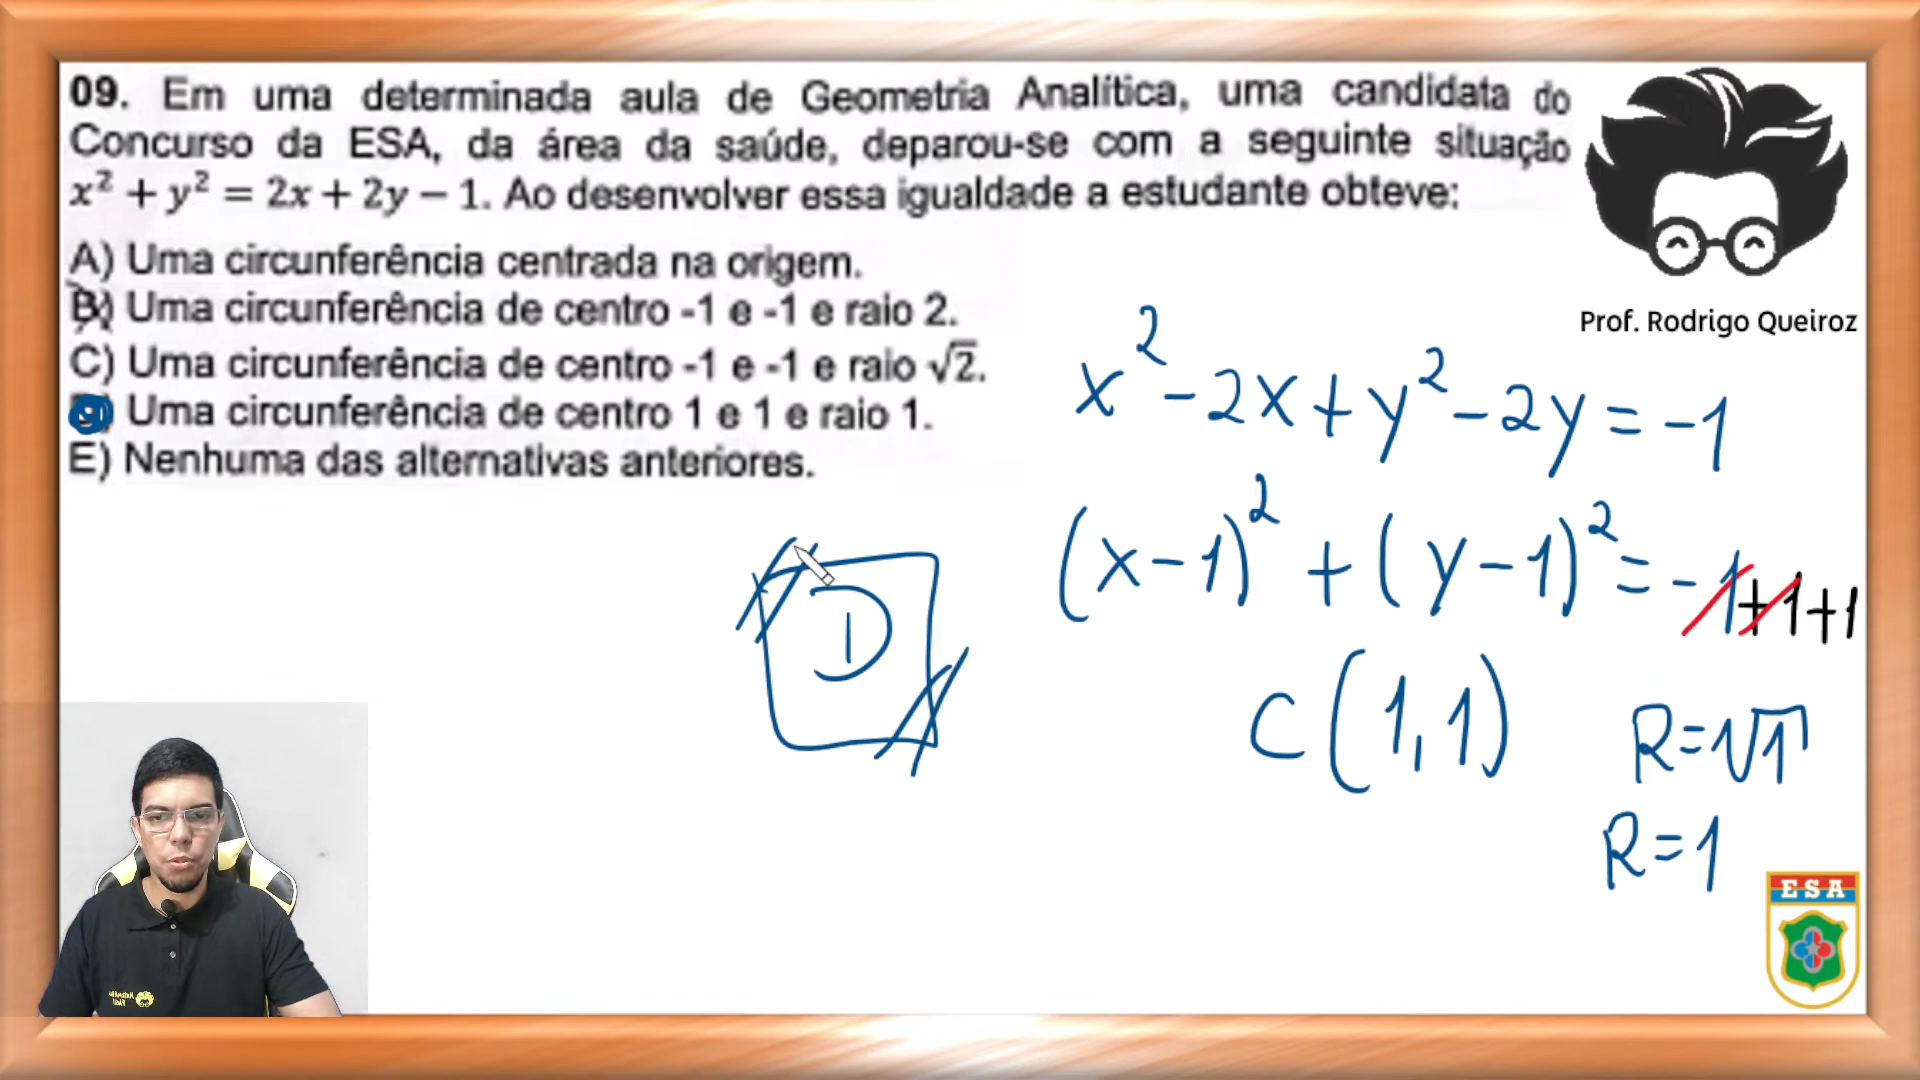 09. Em uma determinada aula de Geometria Analítica, uma candidata do
Concurso da ESA, da área da saúde, deparou-se com a seguinte situação
x² + y² = 2x + 2y − 1. Ao desenvolver essa igualdade a estudante obteve:
A) Uma circunferência centrada na origem.
B) Uma circunferência de centro -1 e -1 e raio 2.
C) Uma circunferência de centro -1 e -1 e raio √2.
Uma circunferência de centro 1 e 1 e raio 1.
E) Nenhuma das alternativas anteriores.
Prof. Rodrigo Queiroz
x² - 2x + y² - 2y = -1
(x-1)² + (y-1)² = -1+1+1
D
C(1,1)
R=√1
R=1
ESA